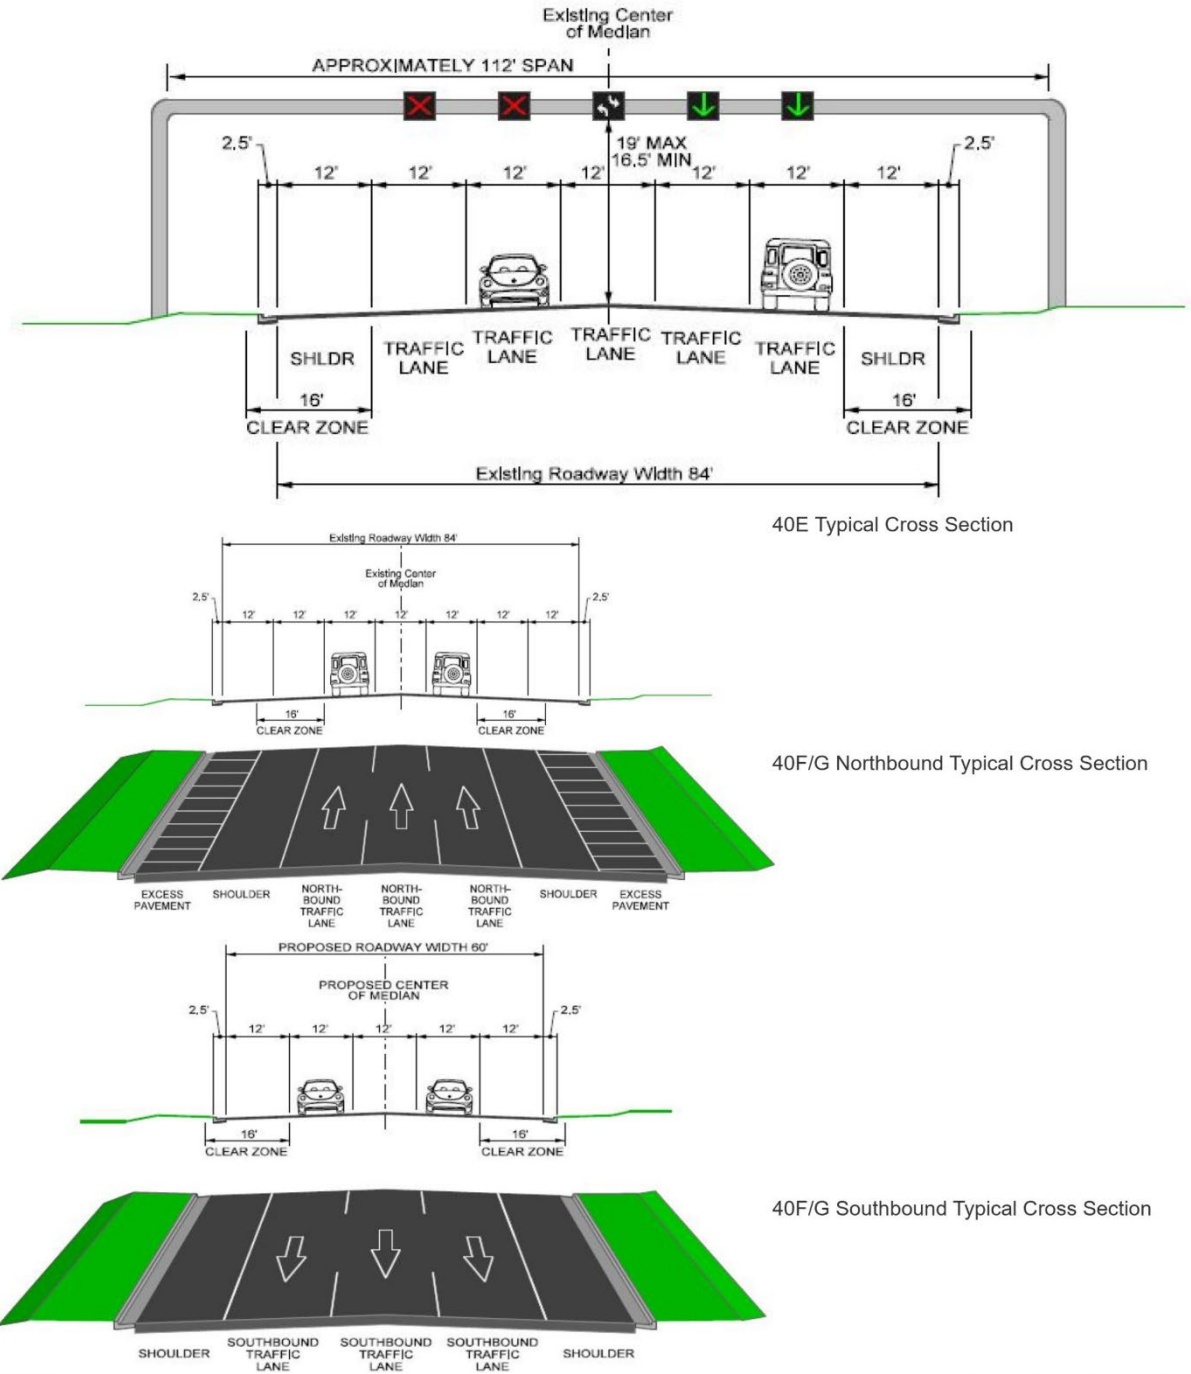 Existing Center
of Median
APPROXIMATELY 112' SPAN
2.5'
19' MAX
16.5' MIN
2.5'
12' 12' 12' 12' 12' 12' 12'
SHLDR
TRAFFIC
LANE
TRAFFIC
LANE
TRAFFIC
LANE
TRAFFIC
LANE
TRAFFIC
LANE
SHLDR
16'
CLEAR ZONE
16'
CLEAR ZONE
Existing Roadway Width 84'
40E Typical Cross Section
Existing Roadway Width 84'
Existing Center
of Median
2.5'
2.5'
12' 12' 12' 12' 12' 12' 12'
16'
CLEAR ZONE
16'
CLEAR ZONE
40F/G Northbound Typical Cross Section
EXCESS
PAVEMENT
SHOULDER
NORTH-
BOUND
TRAFFIC
LANE
NORTH-
BOUND
TRAFFIC
LANE
NORTH-
BOUND
TRAFFIC
LANE
SHOULDER
EXCESS
PAVEMENT
PROPOSED ROADWAY WIDTH 60'
PROPOSED CENTER
OF MEDIAN
2.5'
2.5'
12' 12' 12' 12' 12'
16'
CLEAR ZONE
16'
CLEAR ZONE
40F/G Southbound Typical Cross Section
SHOULDER
SOUTHBOUND
TRAFFIC
LANE
SOUTHBOUND
TRAFFIC
LANE
SOUTHBOUND
TRAFFIC
LANE
SHOULDER